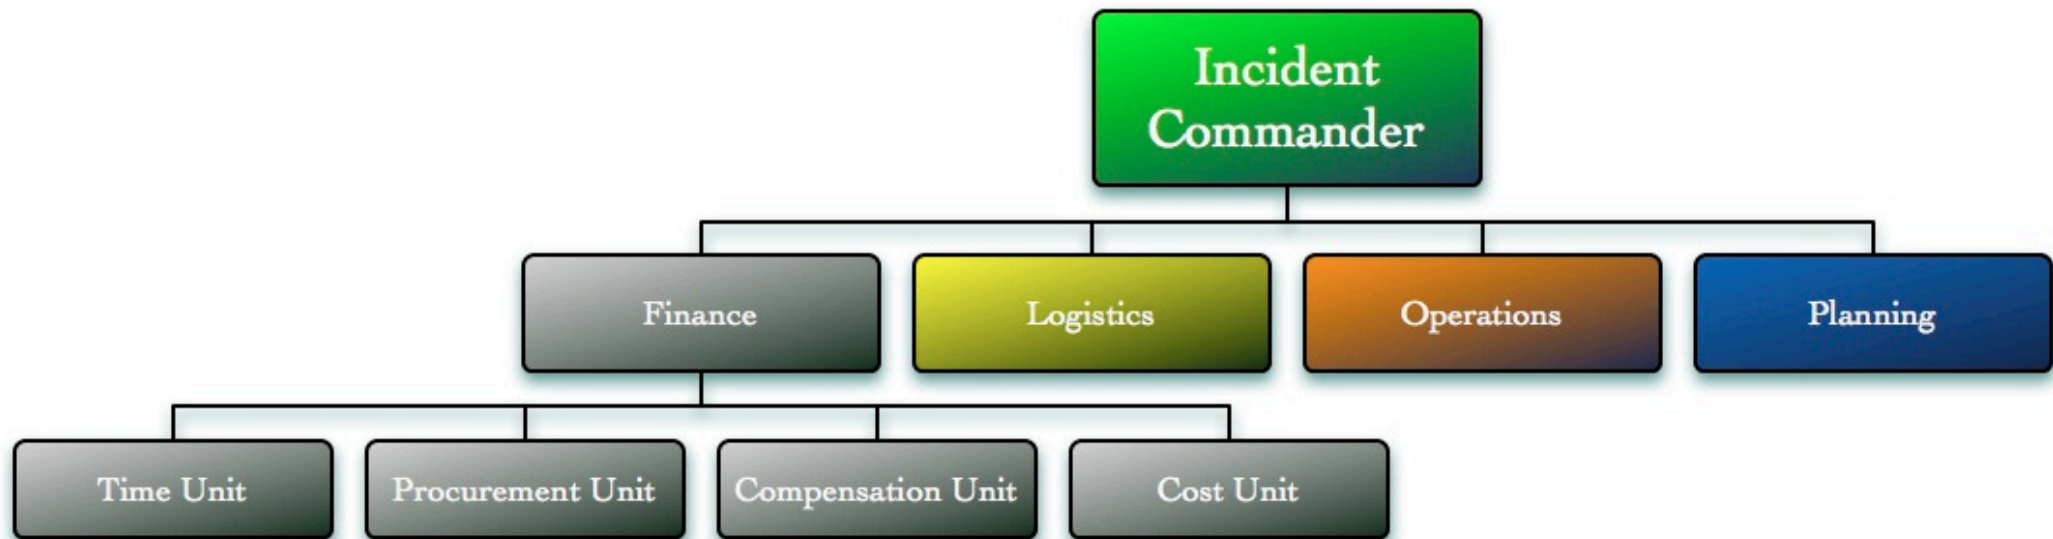 Incident
Commander
Finance
Logistics
Operations
Planning
Time Unit
Procurement Unit
Compensation Unit
Cost Unit